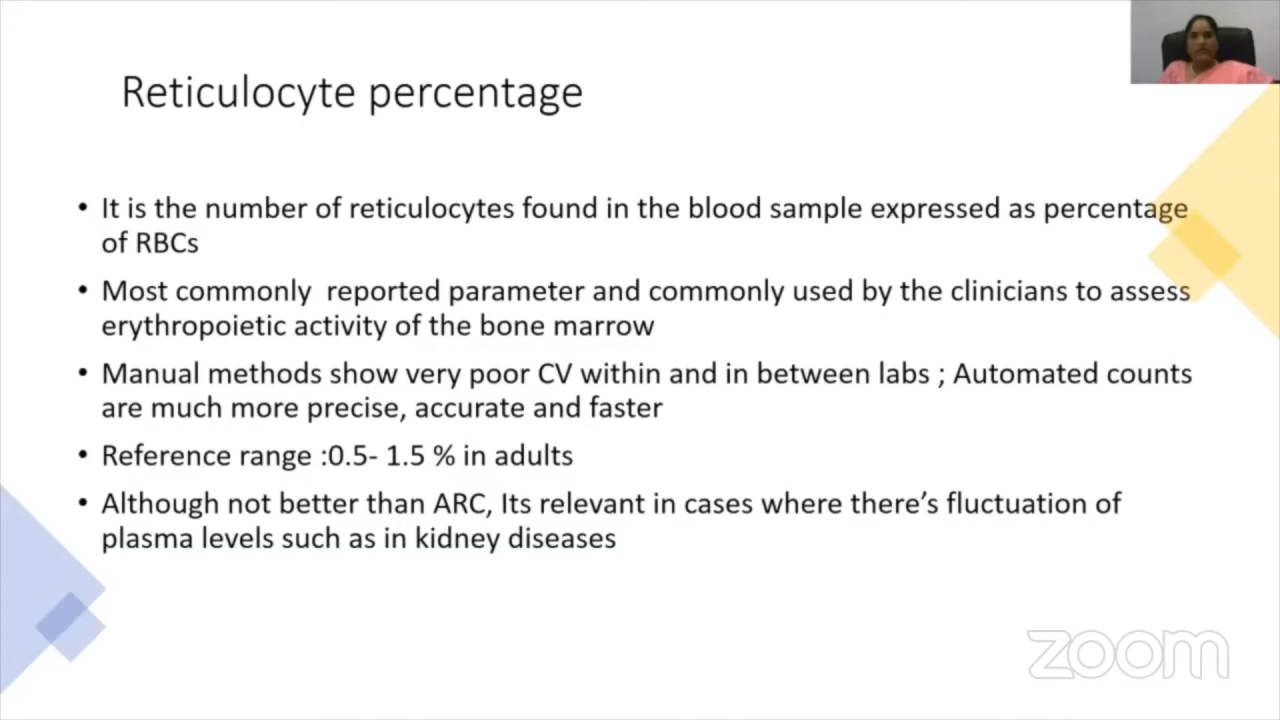 Reticulocyte percentage
• It is the number of reticulocytes found in the blood sample expressed as percentage
of RBCs
• Most commonly  reported parameter and commonly used by the clinicians to assess
erythropoietic activity of the bone marrow
• Manual methods show very poor CV within and in between labs ; Automated counts
are much more precise, accurate and faster
• Reference range :0.5- 1.5 % in adults
• Although not better than ARC, Its relevant in cases where there’s fluctuation of
plasma levels such as in kidney diseases
zoom